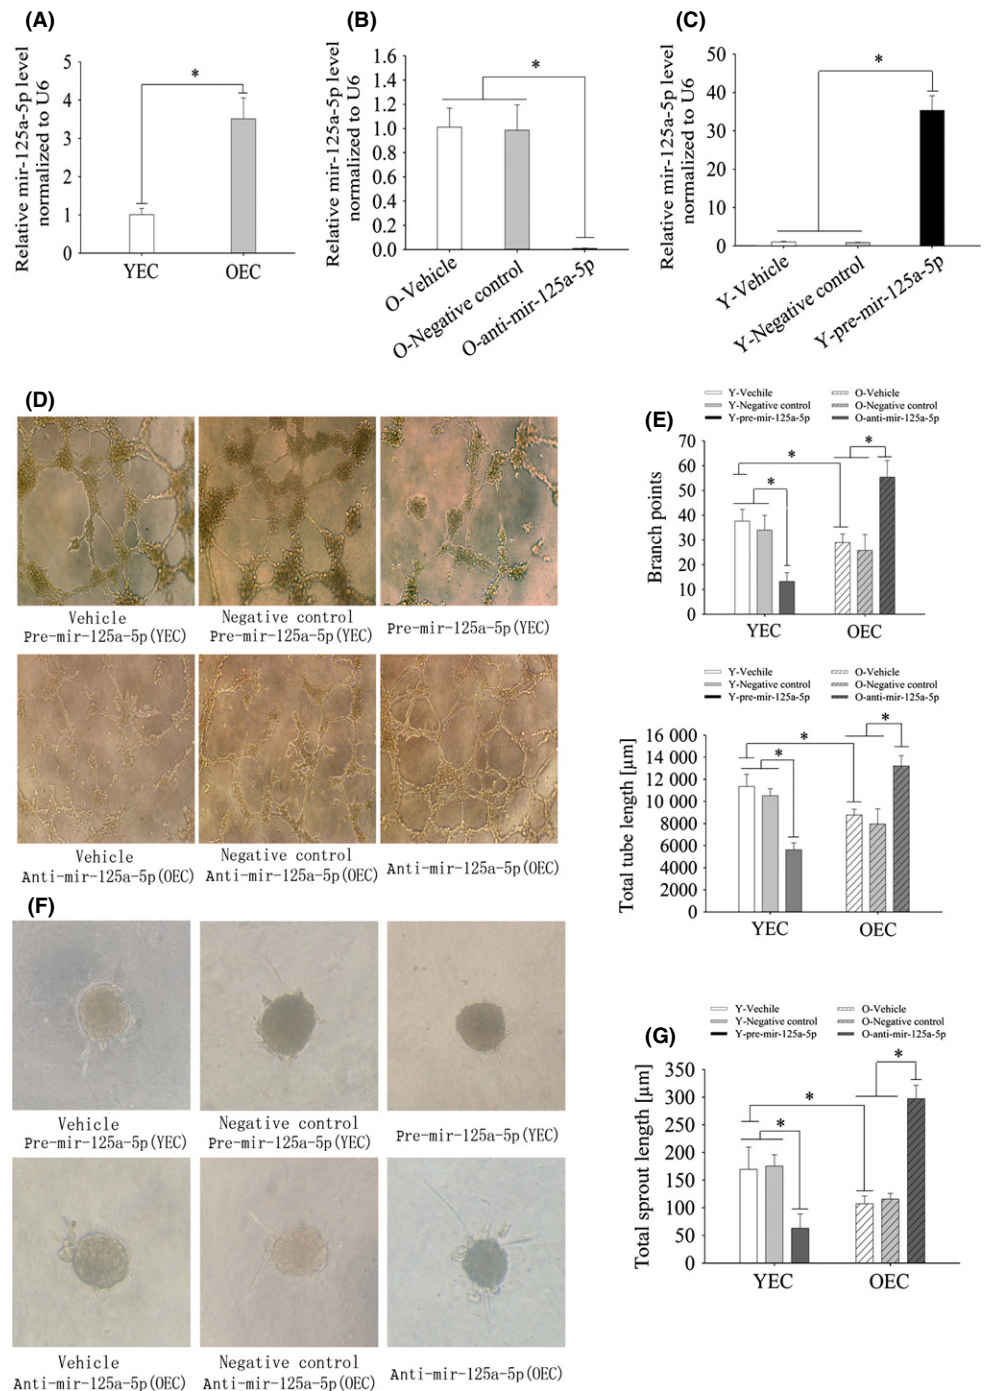 (A)
Relative mir-125a-5p level
normalized to U6
5
4
3
2
1
0
*
YEC
OEC
(B)
Relative mir-125a-5p level
normalized to U6
1.6
1.4
1.2
1.0
0.8
0.6
0.4
0.2
0.0
*
O-Vehicle
O-Negative control
O-anti-mir-125a-5p
(C)
Relative mir-125a-5p level
normalized to U6
50
40
30
20
10
0
*
Y-Vehicle
Y-Negative control
Y-pre-mir-125a-5p
(D)
Vehicle
Pre-mir-125a-5p(YEC)
Negative control
Pre-mir-125a-5p(YEC)
Pre-mir-125a-5p(YEC)
Vehicle
Anti-mir-125a-5p(OEC)
Negative control
Anti-mir-125a-5p(OEC)
Anti-mir-125a-5p(OEC)
(E)
Y-Vechile
Y-Negative control
Y-pre-mir-125a-5p
O-Vehicle
O-Negative control
O-anti-mir-125a-5p
Branch points
70
60
50
40
30
20
10
0
*
*
*
YEC
OEC
Y-Vechile
Y-Negative control
Y-pre-mir-125a-5p
O-Vehicle
O-Negative control
O-anti-mir-125a-5p
Total tube length [µm]
16 000
14 000
12 000
10 000
8000
6000
4000
2000
0
*
*
*
YEC
OEC
(F)
Vehicle
Pre-mir-125a-5p(YEC)
Negative control
Pre-mir-125a-5p(YEC)
Pre-mir-125a-5p(YEC)
Vehicle
Anti-mir-125a-5p(OEC)
Negative control
Anti-mir-125a-5p(OEC)
Anti-mir-125a-5p(OEC)
(G)
Y-Vechile
Y-Negative control
Y-pre-mir-125a-5p
O-Vehicle
O-Negative control
O-anti-mir-125a-5p
Total sprout length [µm]
350
300
250
200
150
100
50
0
*
*
*
YEC
OEC